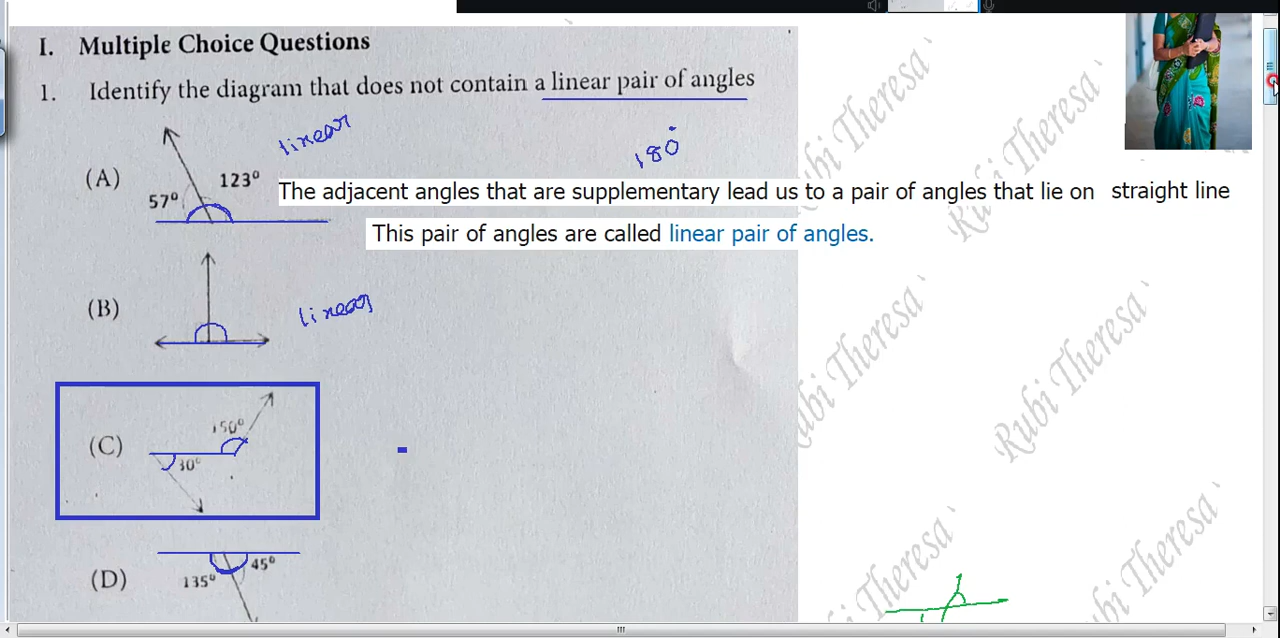 I. Multiple Choice Questions
1. Identify the diagram that does not contain a linear pair of angles
linear
180°
(A)
57°
123°
The adjacent angles that are supplementary lead us to a pair of angles that lie on straight line
This pair of angles are called linear pair of angles.
(B)
linear
(C)
150°
30°
(D)
135°
45°
Rubi Theresa
Rubi Theresa
Rubi Theresa
Rubi Theresa
Rubi Theresa
Rubi Theresa